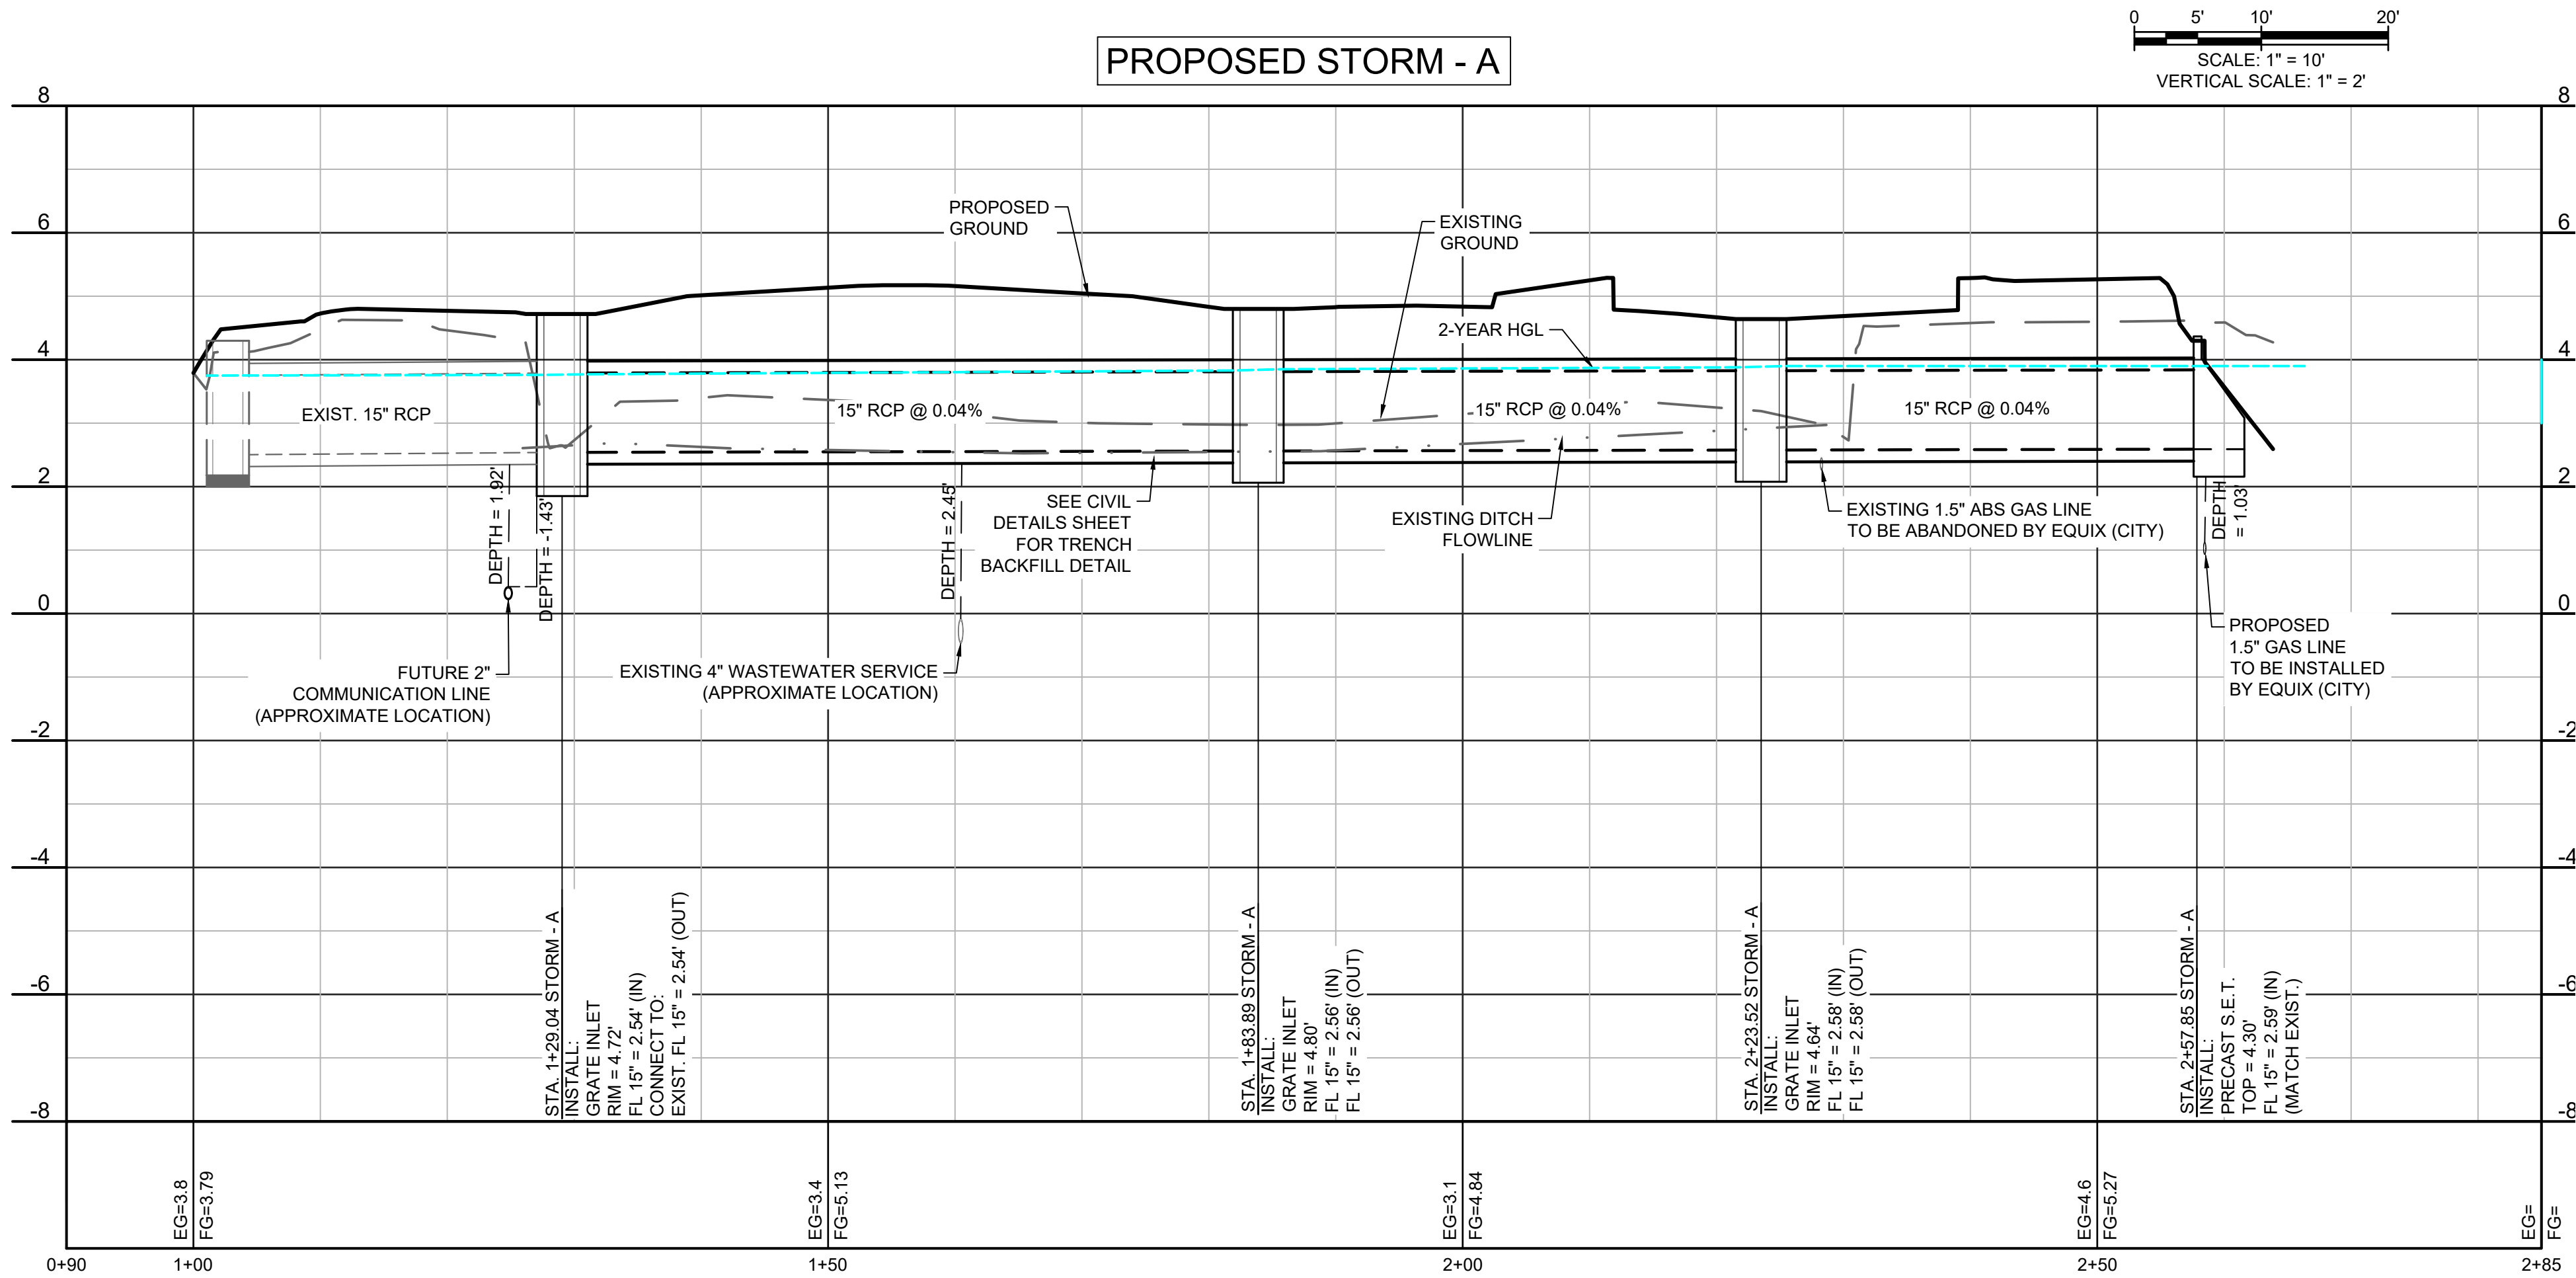 0 5' 10' 20'
SCALE: 1" = 10'
VERTICAL SCALE: 1" = 2'
PROPOSED STORM - A
8
8
6
6
4
4
2
2
0
0
-2
-2
-4
-4
-6
-6
-8
-8
PROPOSED
GROUND
EXISTING
GROUND
2-YEAR HGL
EXIST. 15" RCP
15" RCP @ 0.04%
15" RCP @ 0.04%
15" RCP @ 0.04%
DEPTH = 1.92'
DEPTH = -1.43'
DEPTH = 2.45'
SEE CIVIL
DETAILS SHEET
FOR TRENCH
BACKFILL DETAIL
EXISTING DITCH
FLOWLINE
EXISTING 1.5" ABS GAS LINE
TO BE ABANDONED BY EQUIX (CITY)
DEPTH
= 1.03'
FUTURE 2"
COMMUNICATION LINE
(APPROXIMATE LOCATION)
EXISTING 4" WASTEWATER SERVICE
(APPROXIMATE LOCATION)
PROPOSED
1.5" GAS LINE
TO BE INSTALLED
BY EQUIX (CITY)
STA. 1+29.04 STORM - A
INSTALL:
GRATE INLET
RIM = 4.72'
FL 15" = 2.54' (IN)
CONNECT TO:
EXIST. FL 15" = 2.54' (OUT)
STA. 1+83.89 STORM - A
INSTALL:
GRATE INLET
RIM = 4.80'
FL 15" = 2.56' (IN)
FL 15" = 2.56' (OUT)
STA. 2+23.52 STORM - A
INSTALL:
GRATE INLET
RIM = 4.64'
FL 15" = 2.58' (IN)
FL 15" = 2.58' (OUT)
STA. 2+57.85 STORM - A
INSTALL:
PRECAST S.E.T.
TOP = 4.30'
FL 15" = 2.59' (IN)
(MATCH EXIST.)
EG=3.8
FG=3.79
EG=3.4
FG=5.13
EG=3.1
FG=4.84
EG=4.6
FG=5.27
EG=
FG=
0+90 1+00 1+50 2+00 2+50 2+85